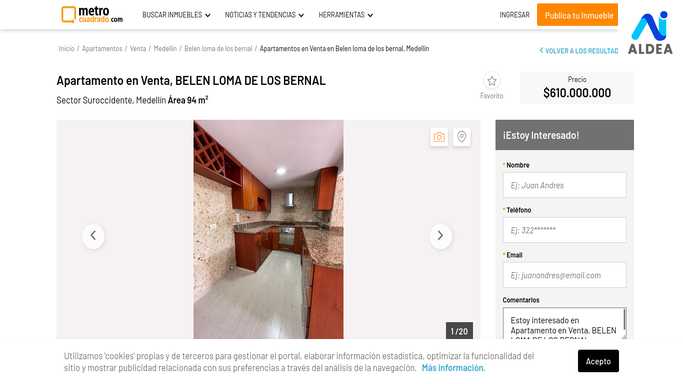 metro
cuadrado.com
BUSCAR INMUEBLES
NOTICIAS Y TENDENCIAS
HERRAMIENTAS
INGRESAR
Publica tu Inmueble
ALDEA
Inicio / Apartamentos / Venta / Medellín / Belen loma de los bernal / Apartamentos en Venta en Belen loma de los bernal, Medellín
VOLVER A LOS RESULTAD
Apartamento en Venta, BELEN LOMA DE LOS BERNAL
Sector Suroccidente, Medellín Área 94 m²
Favorito
Precio
$610.000.000
¡Estoy Interesado!
* Nombre
Ej: Juan Andres
* Teléfono
Ej: 322*******
* Email
Ej: juanandres@email.com
Comentarios
Estoy interesado en
Apartamento en Venta, BELEN
LOMA DE LOS BERNAL
1 / 20
Utilizamos 'cookies' propias y de terceros para gestionar el portal, elaborar información estadística, optimizar la funcionalidad del
sitio y mostrar publicidad relacionada con sus preferencias a través del análisis de la navegación. Más información.
Acepto